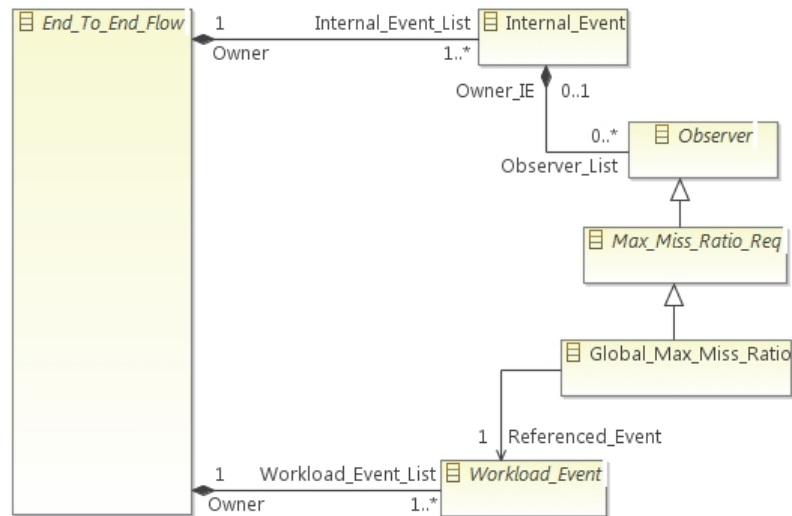 End_To_End_Flow
1
Internal_Event_List
Internal_Event
Owner
1..*
Owner_IE
0..1
0..*
Observer
Observer_List
Max_Miss_Ratio_Req
Global_Max_Miss_Ratio
1
Referenced_Event
1
Workload_Event_List
Workload_Event
Owner
1..*